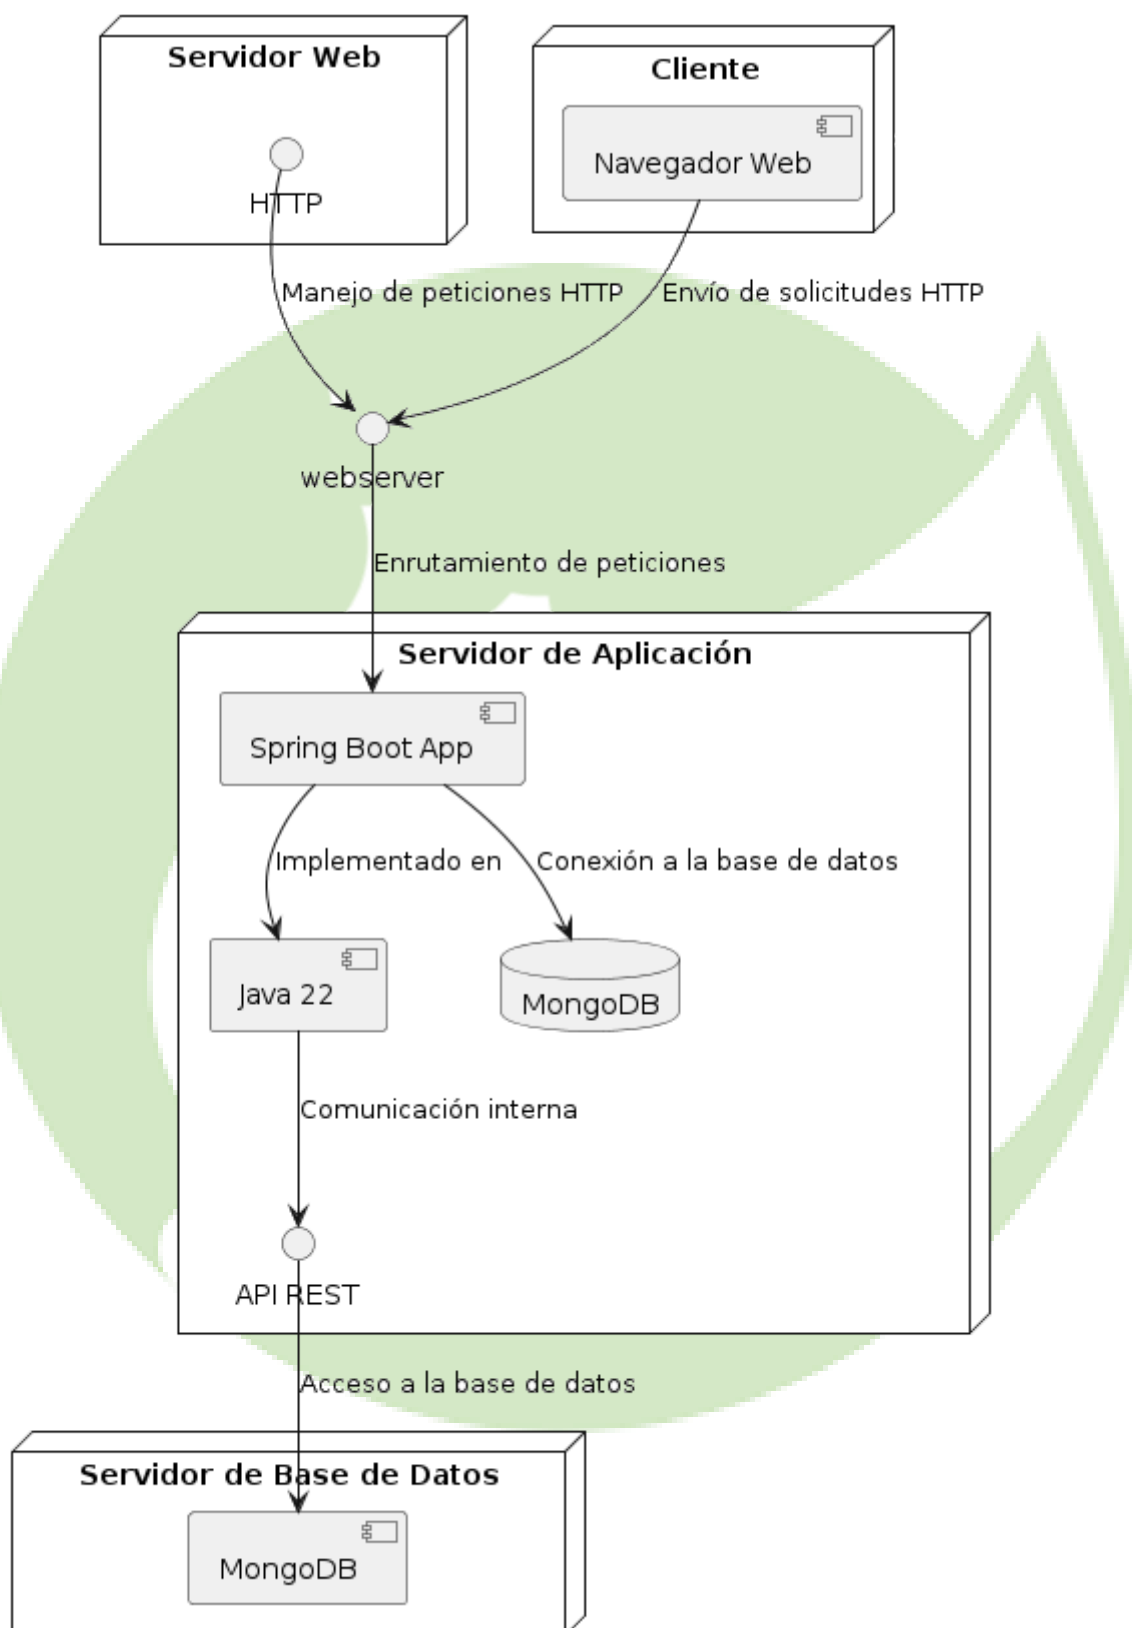 Servidor Web
Cliente
Navegador Web
HTTP
Manejo de peticiones HTTP
Envío de solicitudes HTTP
webserver
Enrutamiento de peticiones
Servidor de Aplicación
Spring Boot App
Implementado en
Conexión a la base de datos
Java 22
MongoDB
Comunicación interna
API REST
Acceso a la base de datos
Servidor de Base de Datos
MongoDB